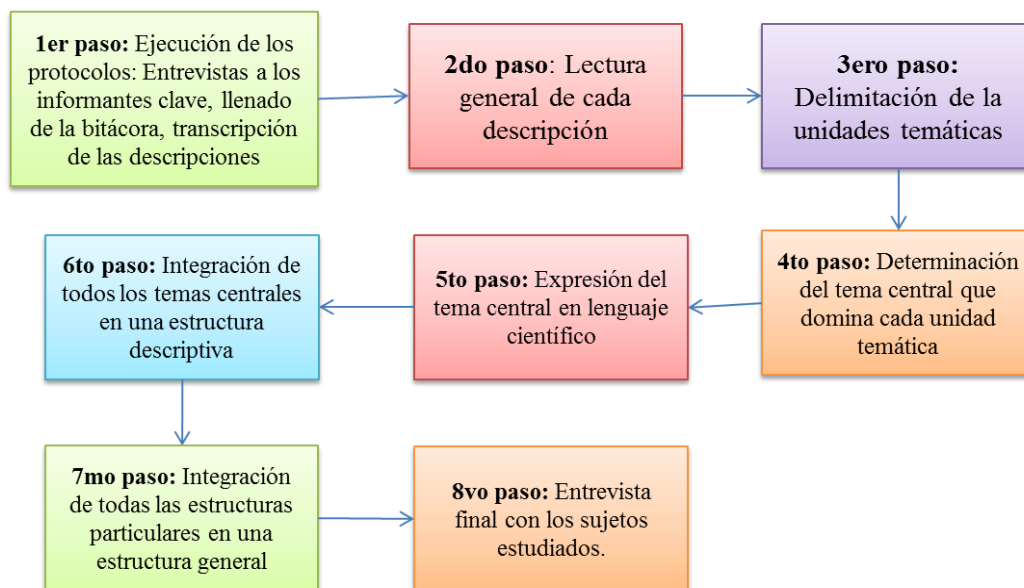 1er paso: Ejecución de los
protocolos: Entrevistas a los
informantes clave, llenado
de la bitácora, transcripción
de las descripciones
2do paso: Lectura
general de cada
descripción
3ero paso:
Delimitación de la
unidades temáticas
4to paso: Determinación
del tema central que
domina cada unidad
temática
5to paso: Expresión del
tema central en lenguaje
científico
6to paso: Integración de
todos los temas centrales
en una estructura
descriptiva
7mo paso: Integración
de todas las estructuras
particulares en una
estructura general
8vo paso: Entrevista
final con los sujetos
estudiados.